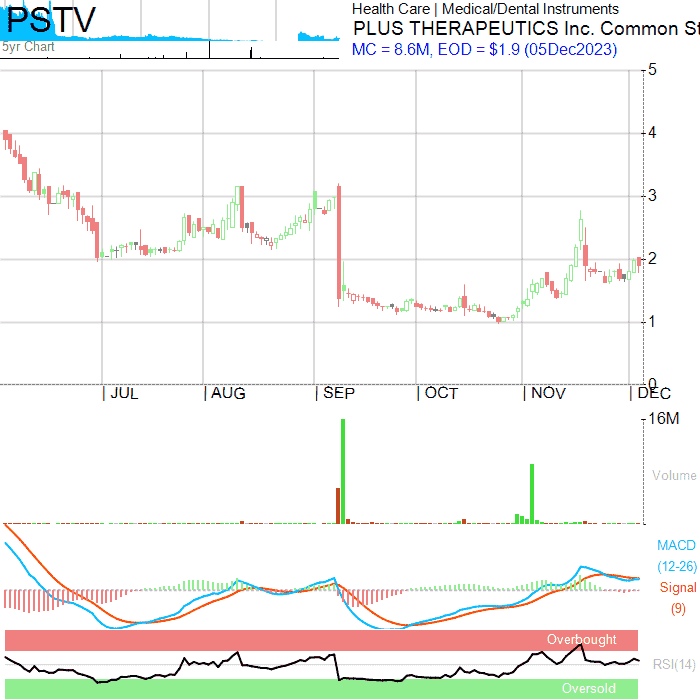 PSTV
5yr Chart
Health Care | Medical/Dental Instruments
PLUS THERAPEUTICS Inc. Common St
MC = 8.6M, EOD = $1.9 (05Dec2023)
5
4
3
2
1
0
| JUL | AUG | SEP | OCT | NOV | DEC
16M
Volume
MACD
(12-26)
Signal
(9)
Overbought
RSI(14)
Oversold